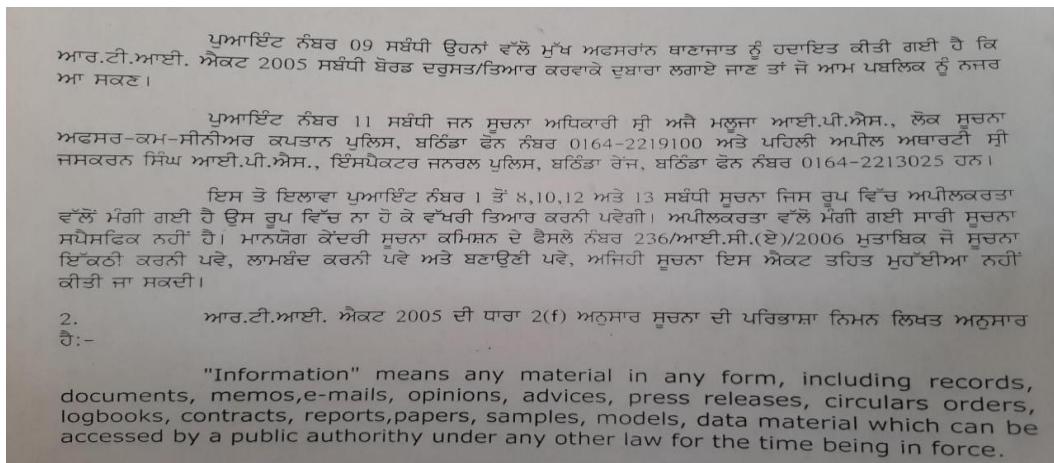 ਪੁਆਇੰਟ ਨੰਬਰ 09 ਸਬੰਧੀ ਉਹਨਾਂ ਵੱਲੋਂ ਮੁੱਖ ਅਫਸਰਾਂਨ ਥਾਣਾਜਾਤ ਨੂੰ ਹਦਾਇਤ ਕੀਤੀ ਗਈ ਹੈ ਕਿ
ਆਰ.ਟੀ.ਆਈ. ਐਕਟ 2005 ਸਬੰਧੀ ਬੋਰਡ ਦਰੁਸਤ/ਤਿਆਰ ਕਰਵਾਕੇ ਦੁਬਾਰਾ ਲਗਾਏ ਜਾਣ ਤਾਂ ਜੋ ਆਮ ਪਬਲਿਕ ਨੂੰ ਨਜਰ
ਆ ਸਕਣ।
ਪੁਆਇੰਟ ਨੰਬਰ 11 ਸਬੰਧੀ ਜਨ ਸੂਚਨਾ ਅਧਿਕਾਰੀ ਸ੍ਰੀ ਅਜੈ ਮਲੂਜਾ ਆਈ.ਪੀ.ਐਸ., ਲੋਕ ਸੂਚਨਾ
ਅਫਸਰ-ਕਮ-ਸੀਨੀਅਰ ਕਪਤਾਨ ਪੁਲਿਸ, ਬਠਿੰਡਾ ਫੋਨ ਨੰਬਰ 0164-2219100 ਅਤੇ ਪਹਿਲੀ ਅਪੀਲ ਅਥਾਰਟੀ ਸ੍ਰੀ
ਜਸਕਰਨ ਸਿੰਘ ਆਈ.ਪੀ.ਐਸ., ਇੰਸਪੈਕਟਰ ਜਨਰਲ ਪੁਲਿਸ, ਬਠਿੰਡਾ ਰੇਂਜ, ਬਠਿੰਡਾ ਫੋਨ ਨੰਬਰ 0164-2213025 ਹਨ।
ਇਸ ਤੋ ਇਲਾਵਾ ਪੁਆਇੰਟ ਨੰਬਰ 1 ਤੋਂ 8,10,12 ਅਤੇ 13 ਸਬੰਧੀ ਸੂਚਨਾ ਜਿਸ ਰੂਪ ਵਿੱਚ ਅਪੀਲਕਰਤਾ
ਵੱਲੋਂ ਮੰਗੀ ਗਈ ਹੈ ਉਸ ਰੂਪ ਵਿੱਚ ਨਾ ਹੋ ਕੇ ਵੱਖਰੀ ਤਿਆਰ ਕਰਨੀ ਪਵੇਗੀ। ਅਪੀਲਕਰਤਾ ਵੱਲੋ ਮੰਗੀ ਗਈ ਸਾਰੀ ਸੂਚਨਾ
ਸਪੈਸਫਿਕ ਨਹੀਂ ਹੈ। ਮਾਨਯੋਗ ਕੇਂਦਰੀ ਸੂਚਨਾ ਕਮਿਸ਼ਨ ਦੇ ਫੈਸਲੇ ਨੰਬਰ 236/ਆਈ.ਸੀ.(ਏ)/2006 ਮੁਤਾਬਿਕ ਜੋ ਸੂਚਨਾ
ਇੱਕਠੀ ਕਰਨੀ ਪਵੇ, ਲਾਮਬੰਦ ਕਰਨੀ ਪਵੇ ਅਤੇ ਬਣਾਉਣੀ ਪਵੇ, ਅਜਿਹੀ ਸੂਚਨਾ ਇਸ ਐਕਟ ਤਹਿਤ ਮੁਹੱਈਆ ਨਹੀਂ
ਕੀਤੀ ਜਾ ਸਕਦੀ।
2. ਆਰ.ਟੀ.ਆਈ. ਐਕਟ 2005 ਦੀ ਧਾਰਾ 2(f) ਅਨੁਸਾਰ ਸੂਚਨਾ ਦੀ ਪਰਿਭਾਸ਼ਾ ਨਿਮਨ ਲਿਖਤ ਅਨੁਸਾਰ
ਹੈ:-
"Information" means any material in any form, including records,
documents, memos,e-mails, opinions, advices, press releases, circulars orders,
logbooks, contracts, reports,papers, samples, models, data material which can be
accessed by a public authorithy under any other law for the time being in force.